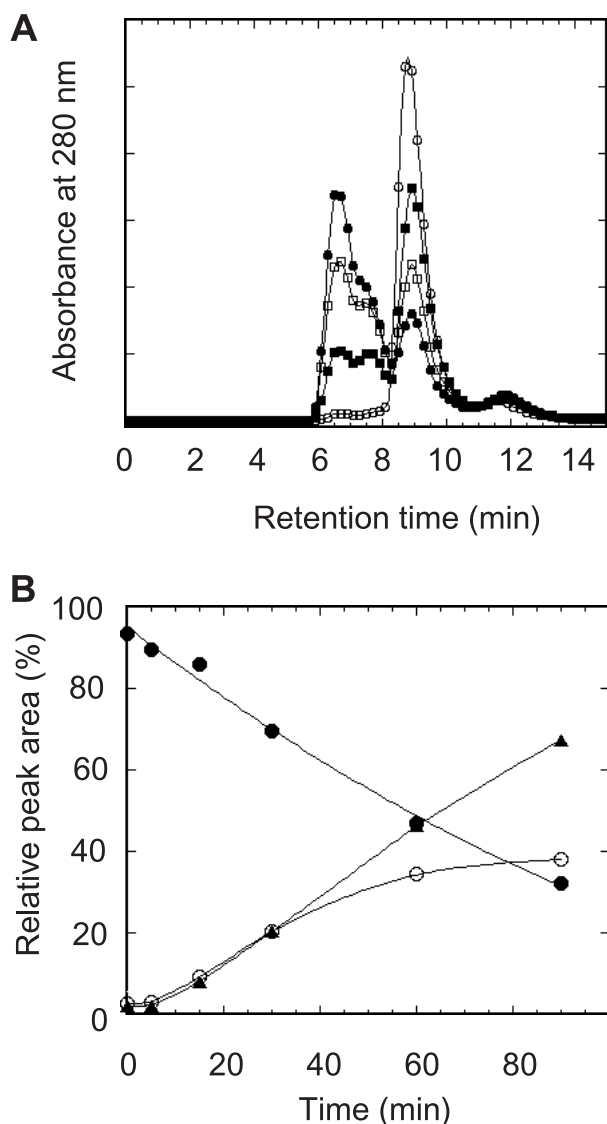 A
Absorbance at 280 nm
0 2 4 6 8 10 12 14
Retention time (min)
B
100
80
60
40
20
0
Relative peak area (%)
0 20 40 60 80
Time (min)